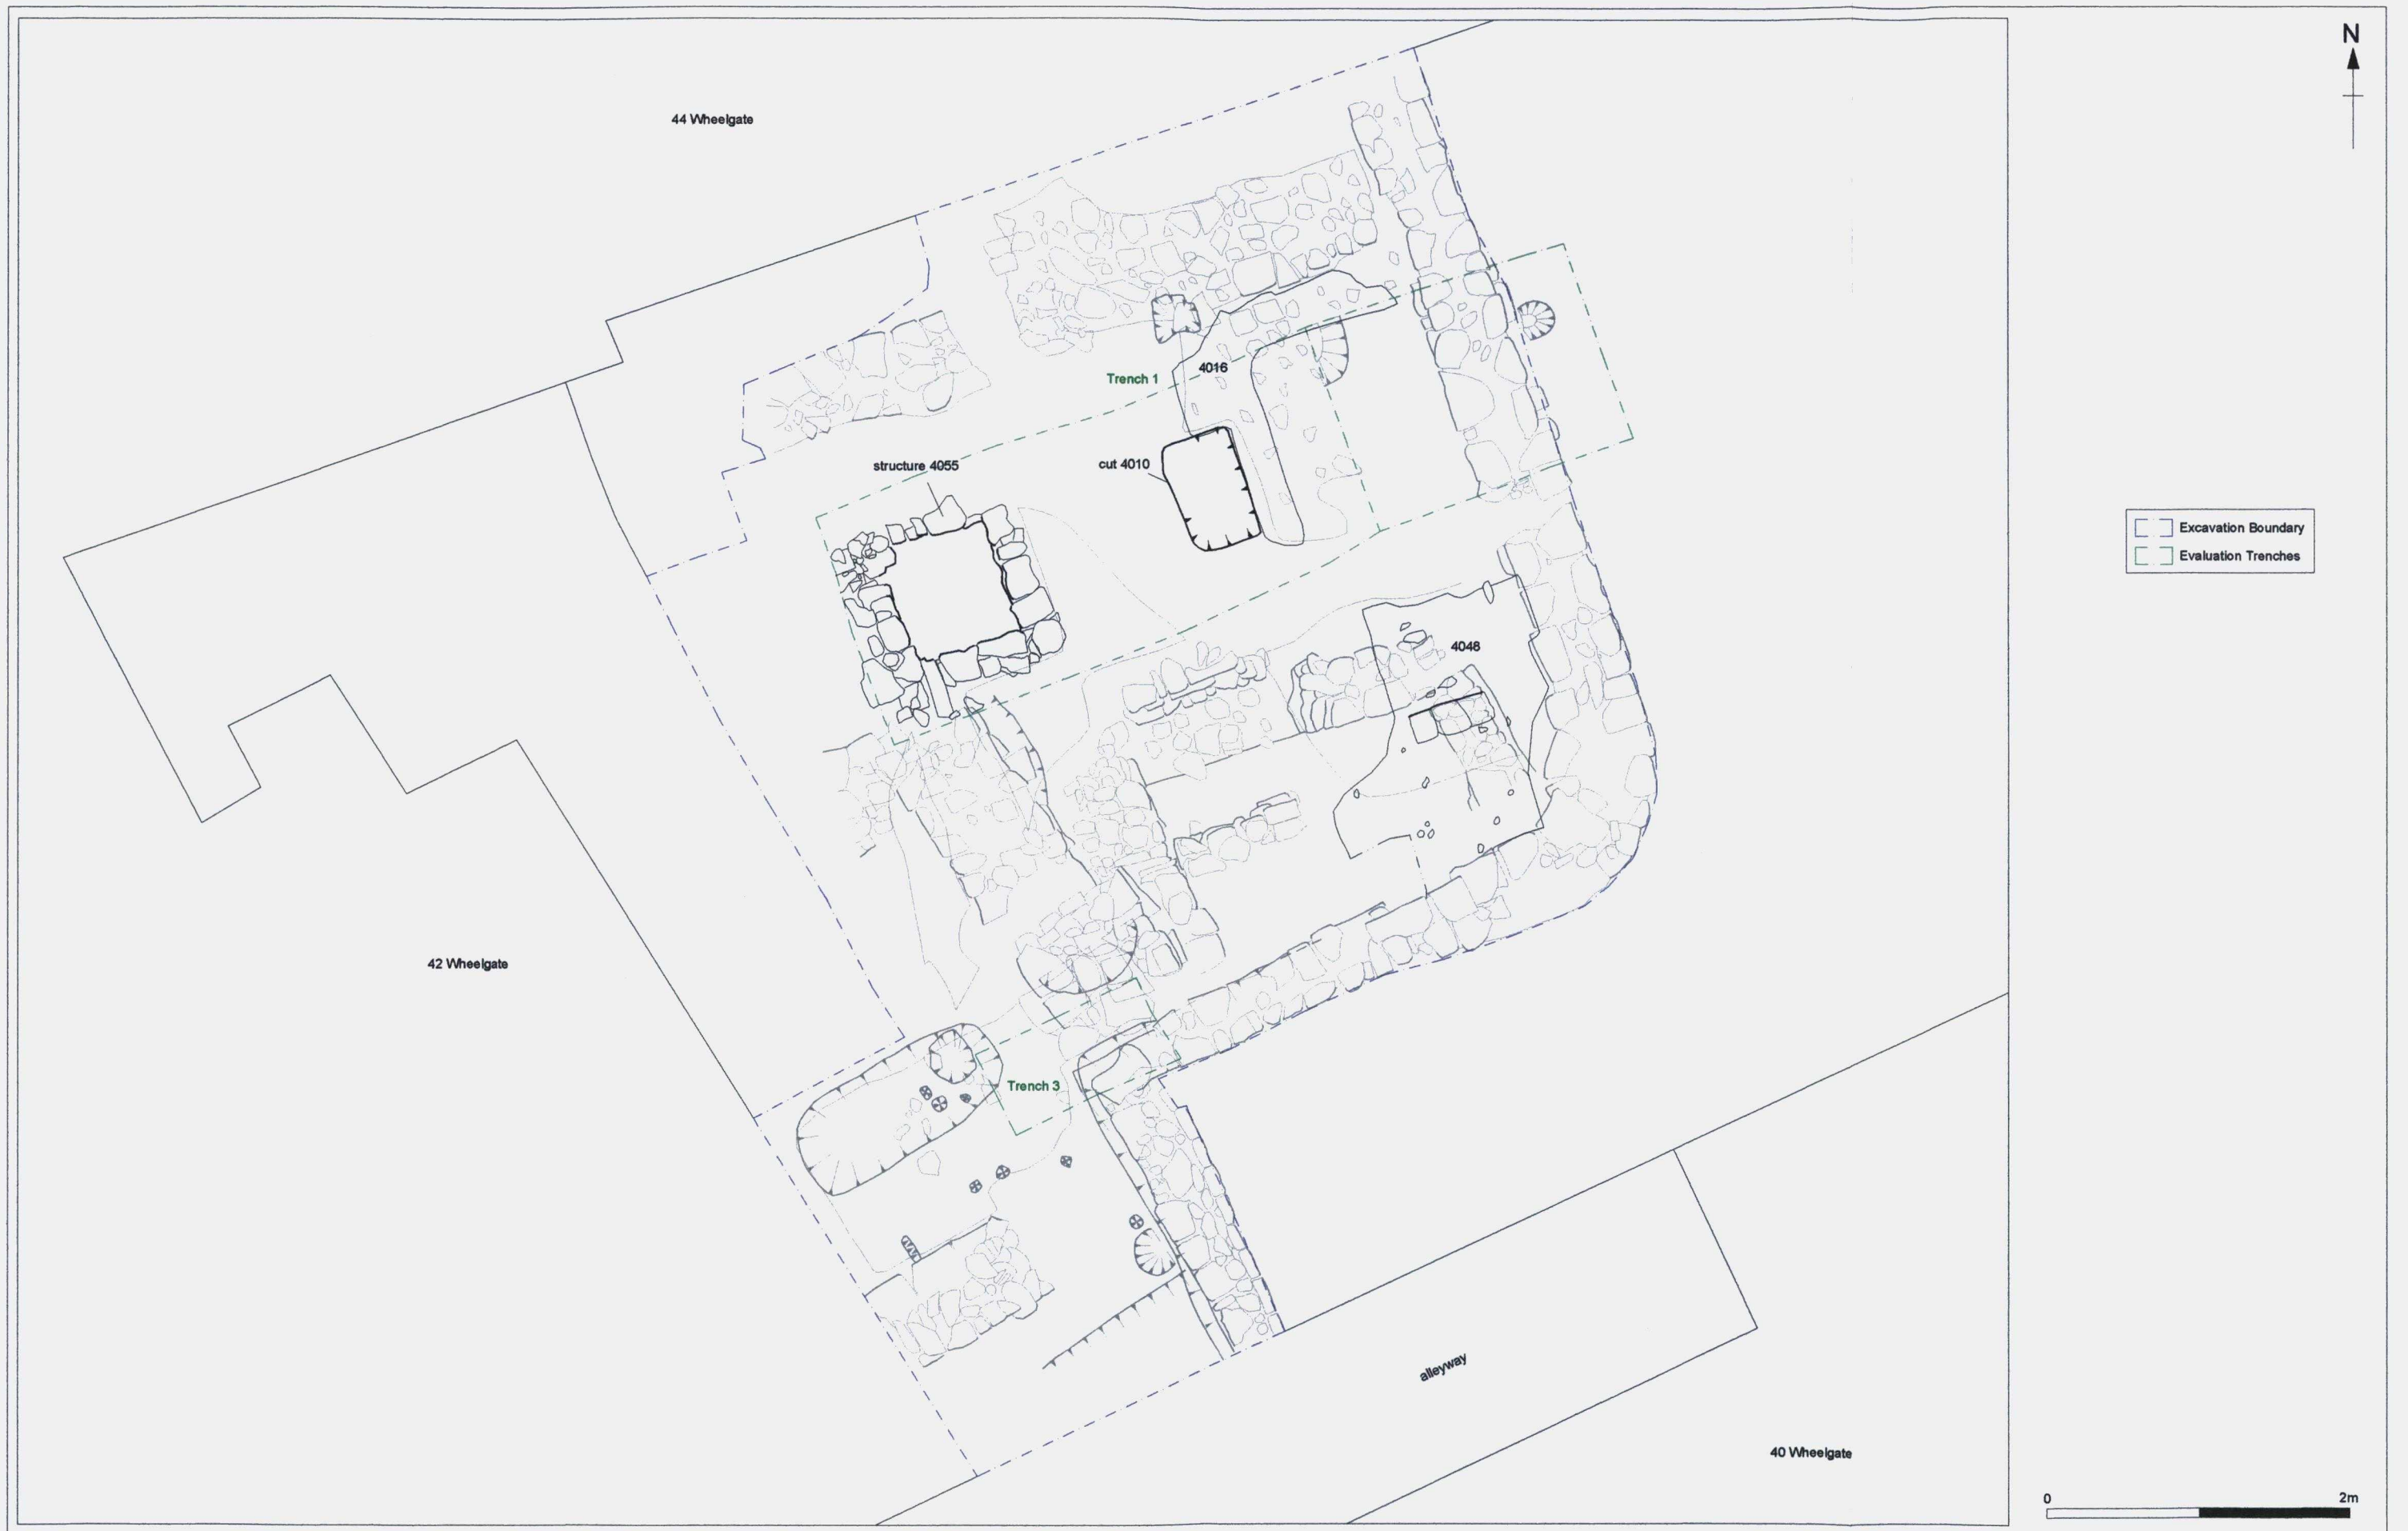 N
44 Wheelgate
4016
Trench 1
structure 4055
cut 4010
Excavation Boundary
Evaluation Trenches
4048
42 Wheelgate
Trench 3
alleyway
40 Wheelgate
0 2m